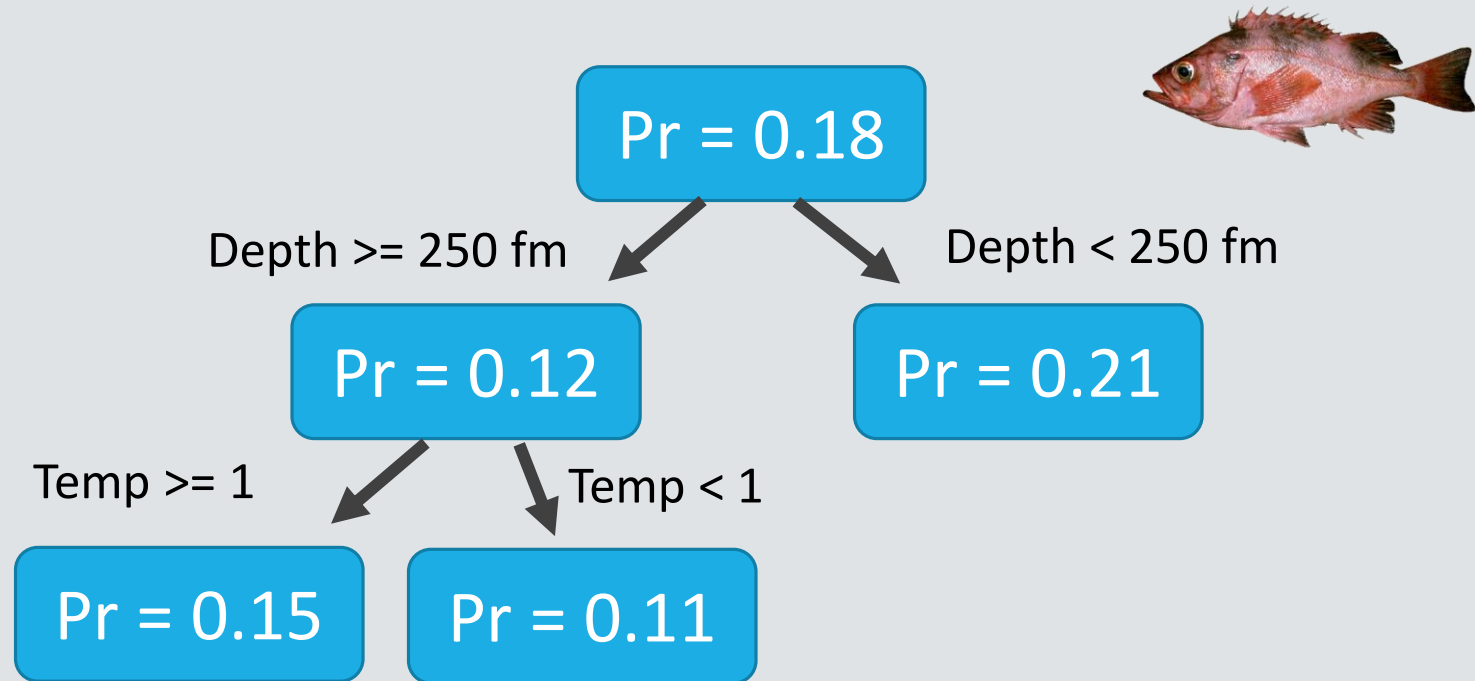 Pr = 0.18
Depth >= 250 fm
Depth < 250 fm
Pr = 0.12
Pr = 0.21
Temp >= 1
Temp < 1
Pr = 0.15
Pr = 0.11